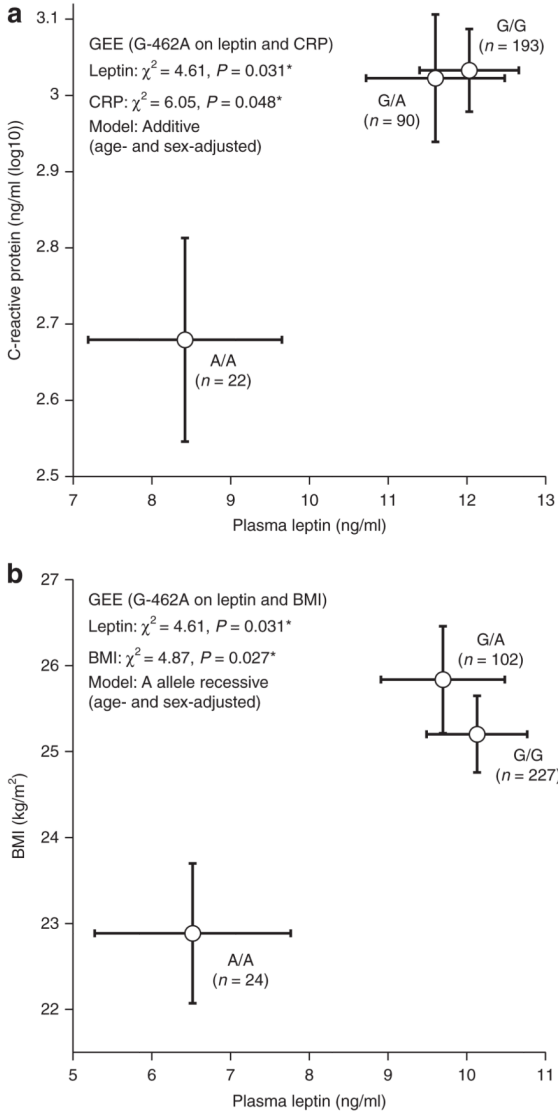 a
GEE (G-462A on leptin and CRP)
Leptin: χ² = 4.61, P = 0.031*
CRP: χ² = 6.05, P = 0.048*
Model: Additive
(age- and sex-adjusted)
G/G
(n = 193)
G/A
(n = 90)
A/A
(n = 22)
3.1
3
2.9
2.8
2.7
2.6
2.5
C-reactive protein (ng/ml (log10))
7 8 9 10 11 12 13
Plasma leptin (ng/ml)
b
GEE (G-462A on leptin and BMI)
Leptin: χ² = 4.61, P = 0.031*
BMI: χ² = 4.87, P = 0.027*
Model: A allele recessive
(age- and sex-adjusted)
G/A
(n = 102)
G/G
(n = 227)
A/A
(n = 24)
27
26
25
24
23
22
BMI (kg/m²)
5 6 7 8 9 10 11
Plasma leptin (ng/ml)